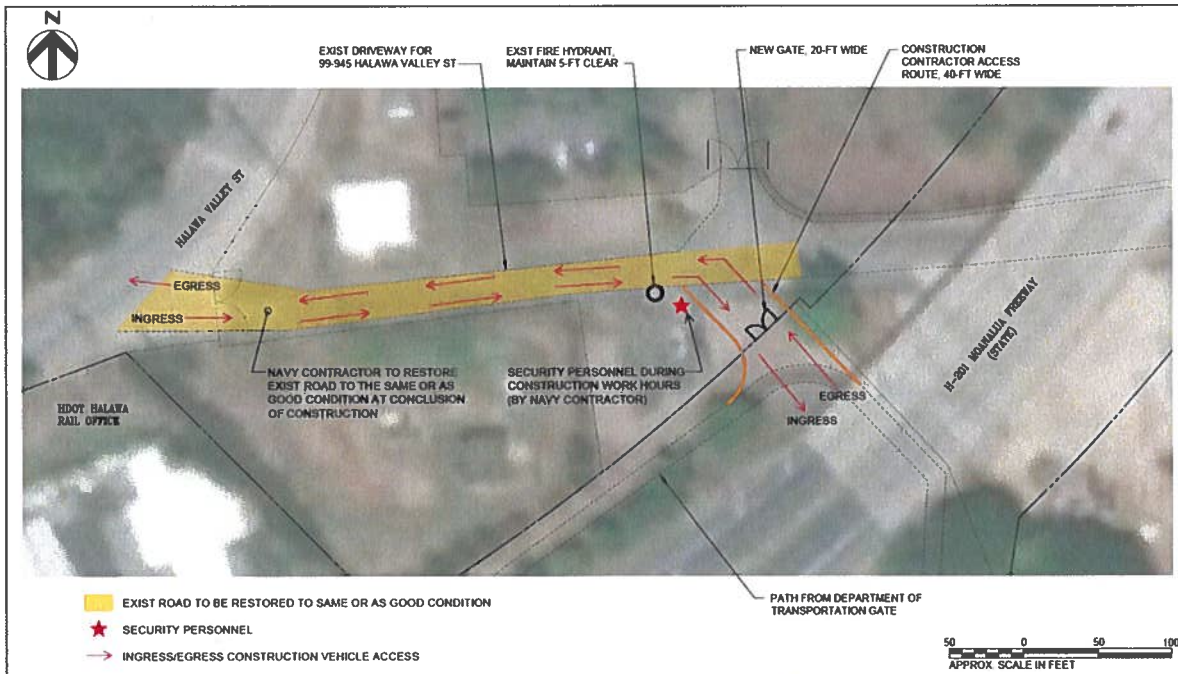 N
EXIST DRIVEWAY FOR
99-945 HALAWA VALLEY ST
EXST FIRE HYDRANT,
MAINTAIN 5-FT CLEAR
NEW GATE, 20-FT WIDE
CONSTRUCTION
CONTRACTOR ACCESS
ROUTE, 40-FT WIDE
HALAWA VALLEY ST
EGRESS
INGRESS
NAVY CONTRACTOR TO RESTORE
EXIST ROAD TO THE SAME OR AS
GOOD CONDITION AT CONCLUSION
OF CONSTRUCTION
SECURITY PERSONNEL DURING
CONSTRUCTION WORK HOURS
(BY NAVY CONTRACTOR)
EGRESS
INGRESS
H-201 MOANALUA FREEWAY
(STATE)
HDOT HALAWA
RAIL OFFICE
PATH FROM DEPARTMENT OF
TRANSPORTATION GATE
EXIST ROAD TO BE RESTORED TO SAME OR AS GOOD CONDITION
SECURITY PERSONNEL
INGRESS/EGRESS CONSTRUCTION VEHICLE ACCESS
50 0 50 100
APPROX. SCALE IN FEET